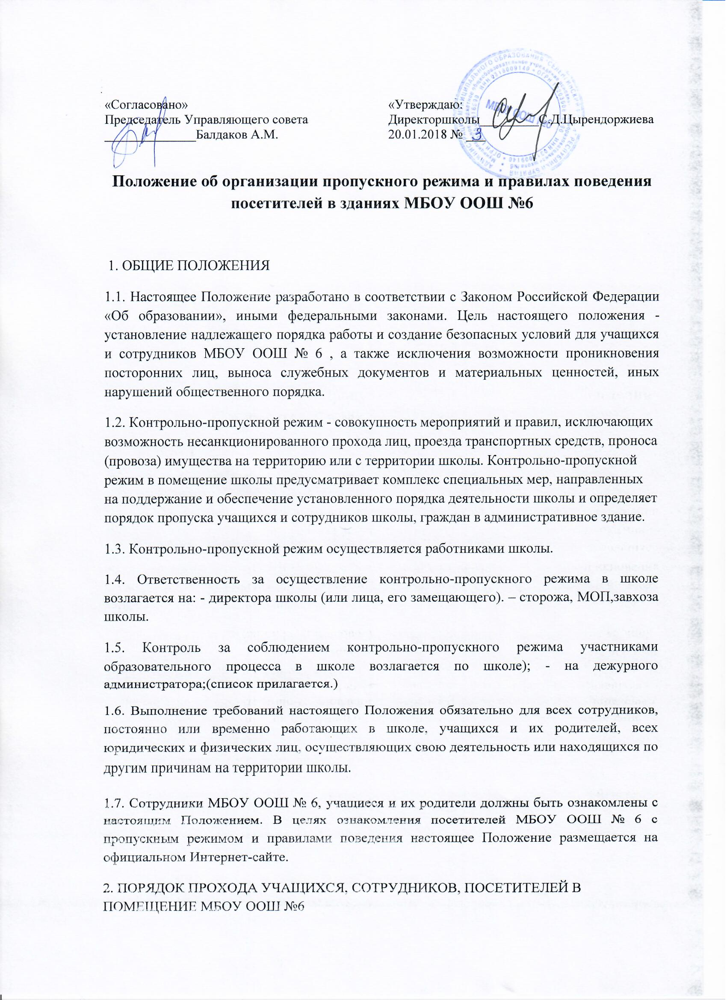 «Согласовано»
Председатель Управляющего совета
_______________Балдаков А.М.
«Утверждаю:
Директоршколы__________С.Д.Цырендоржиева
20.01.2018 № 3
МБОУ ООШ №6
Положение об организации пропускного режима и правилах поведения
посетителей в зданиях МБОУ ООШ №6
1. ОБЩИЕ ПОЛОЖЕНИЯ
1.1. Настоящее Положение разработано в соответствии с Законом Российской Федерации
«Об образовании», иными федеральными законами. Цель настоящего положения -
установление надлежащего порядка работы и создание безопасных условий для учащихся
и сотрудников МБОУ ООШ № 6 , а также исключения возможности проникновения
посторонних лиц, выноса служебных документов и материальных ценностей, иных
нарушений общественного порядка.
1.2. Контрольно-пропускной режим - совокупность мероприятий и правил, исключающих
возможность несанкционированного прохода лиц, проезда транспортных средств, проноса
(провоза) имущества на территорию или с территории школы. Контрольно-пропускной
режим в помещение школы предусматривает комплекс специальных мер, направленных
на поддержание и обеспечение установленного порядка деятельности школы и определяет
порядок пропуска учащихся и сотрудников школы, граждан в административное здание.
1.3. Контрольно-пропускной режим осуществляется работниками школы.
1.4. Ответственность за осуществление контрольно-пропускного режима в школе
возлагается на: - директора школы (или лица, его замещающего). – сторожа, МОП,завхоза
школы.
1.5. Контроль за соблюдением контрольно-пропускного режима участниками
образовательного процесса в школе возлагается по школе); - на дежурного
администратора;(список прилагается.)
1.6. Выполнение требований настоящего Положения обязательно для всех сотрудников,
постоянно или временно работающих в школе, учащихся и их родителей, всех
юридических и физических лиц, осуществляющих свою деятельность или находящихся по
другим причинам на территории школы.
1.7. Сотрудники МБОУ ООШ № 6, учащиеся и их родители должны быть ознакомлены с
настоящим Положением. В целях ознакомления посетителей МБОУ ООШ № 6 с
пропускным режимом и правилами поведения настоящее Положение размещается на
официальном Интернет-сайте.
2. ПОРЯДОК ПРОХОДА УЧАЩИХСЯ, СОТРУДНИКОВ, ПОСЕТИТЕЛЕЙ В
ПОМЕЩЕНИЕ МБОУ ООШ №6